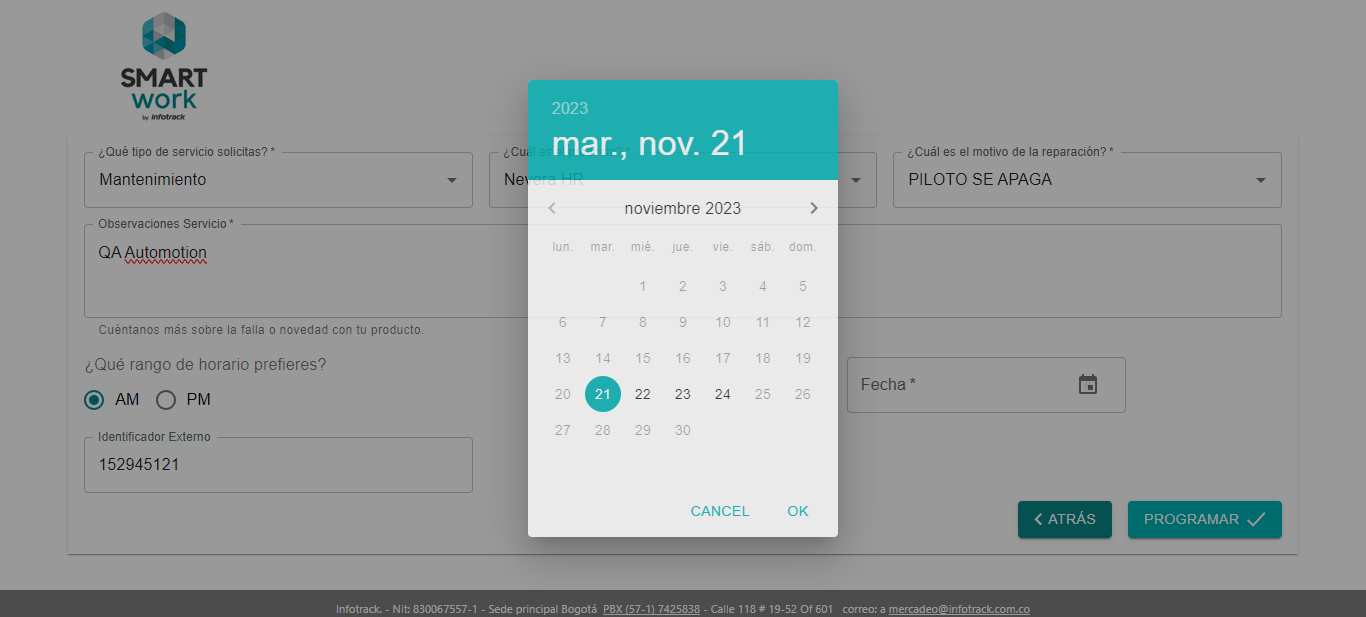 SMART
work
by infotrack
¿Qué tipo de servicio solicitas? *
Mantenimiento
¿Cuál es
Nevera HR
¿Cuál es el motivo de la reparación? *
PILOTO SE APAGA
Observaciones Servicio *
QA Automotion
Cuéntanos más sobre la falla o novedad con tu producto.
¿Qué rango de horario prefieres?
AM PM
Fecha *
Identificador Externo
152945121
2023
mar., nov. 21
noviembre 2023
lun. mar. mié. jue. vie. sáb. dom.
1 2 3 4 5
6 7 8 9 10 11 12
13 14 15 16 17 18 19
20 21 22 23 24 25 26
27 28 29 30
CANCEL OK
ATRÁS PROGRAMAR
Infotrack. - Nit: 830067557-1 - Sede principal Bogotá PBX (57-1) 7425838 - Calle 118 # 19-52 Of 601 correo: a mercadeo@infotrack.com.co